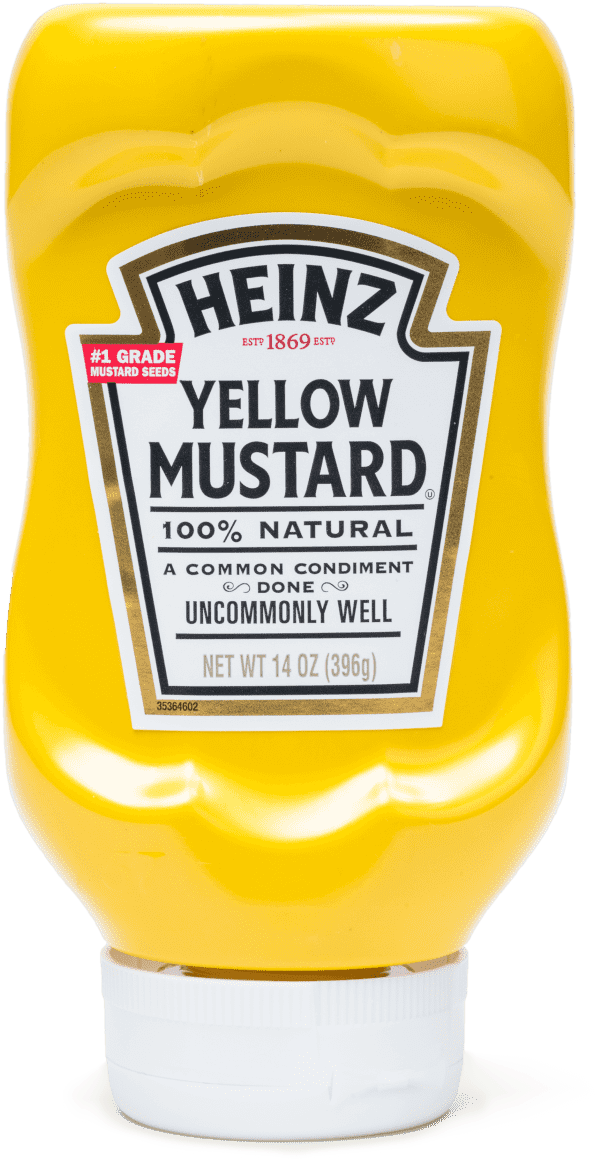 HEINZ
ESTD 1869 ESTD
#1 GRADE
MUSTARD SEEDS
YELLOW
MUSTARD
U
100% NATURAL
A COMMON CONDIMENT
DONE
UNCOMMONLY WELL
NET WT 14 OZ (396g)
35364602